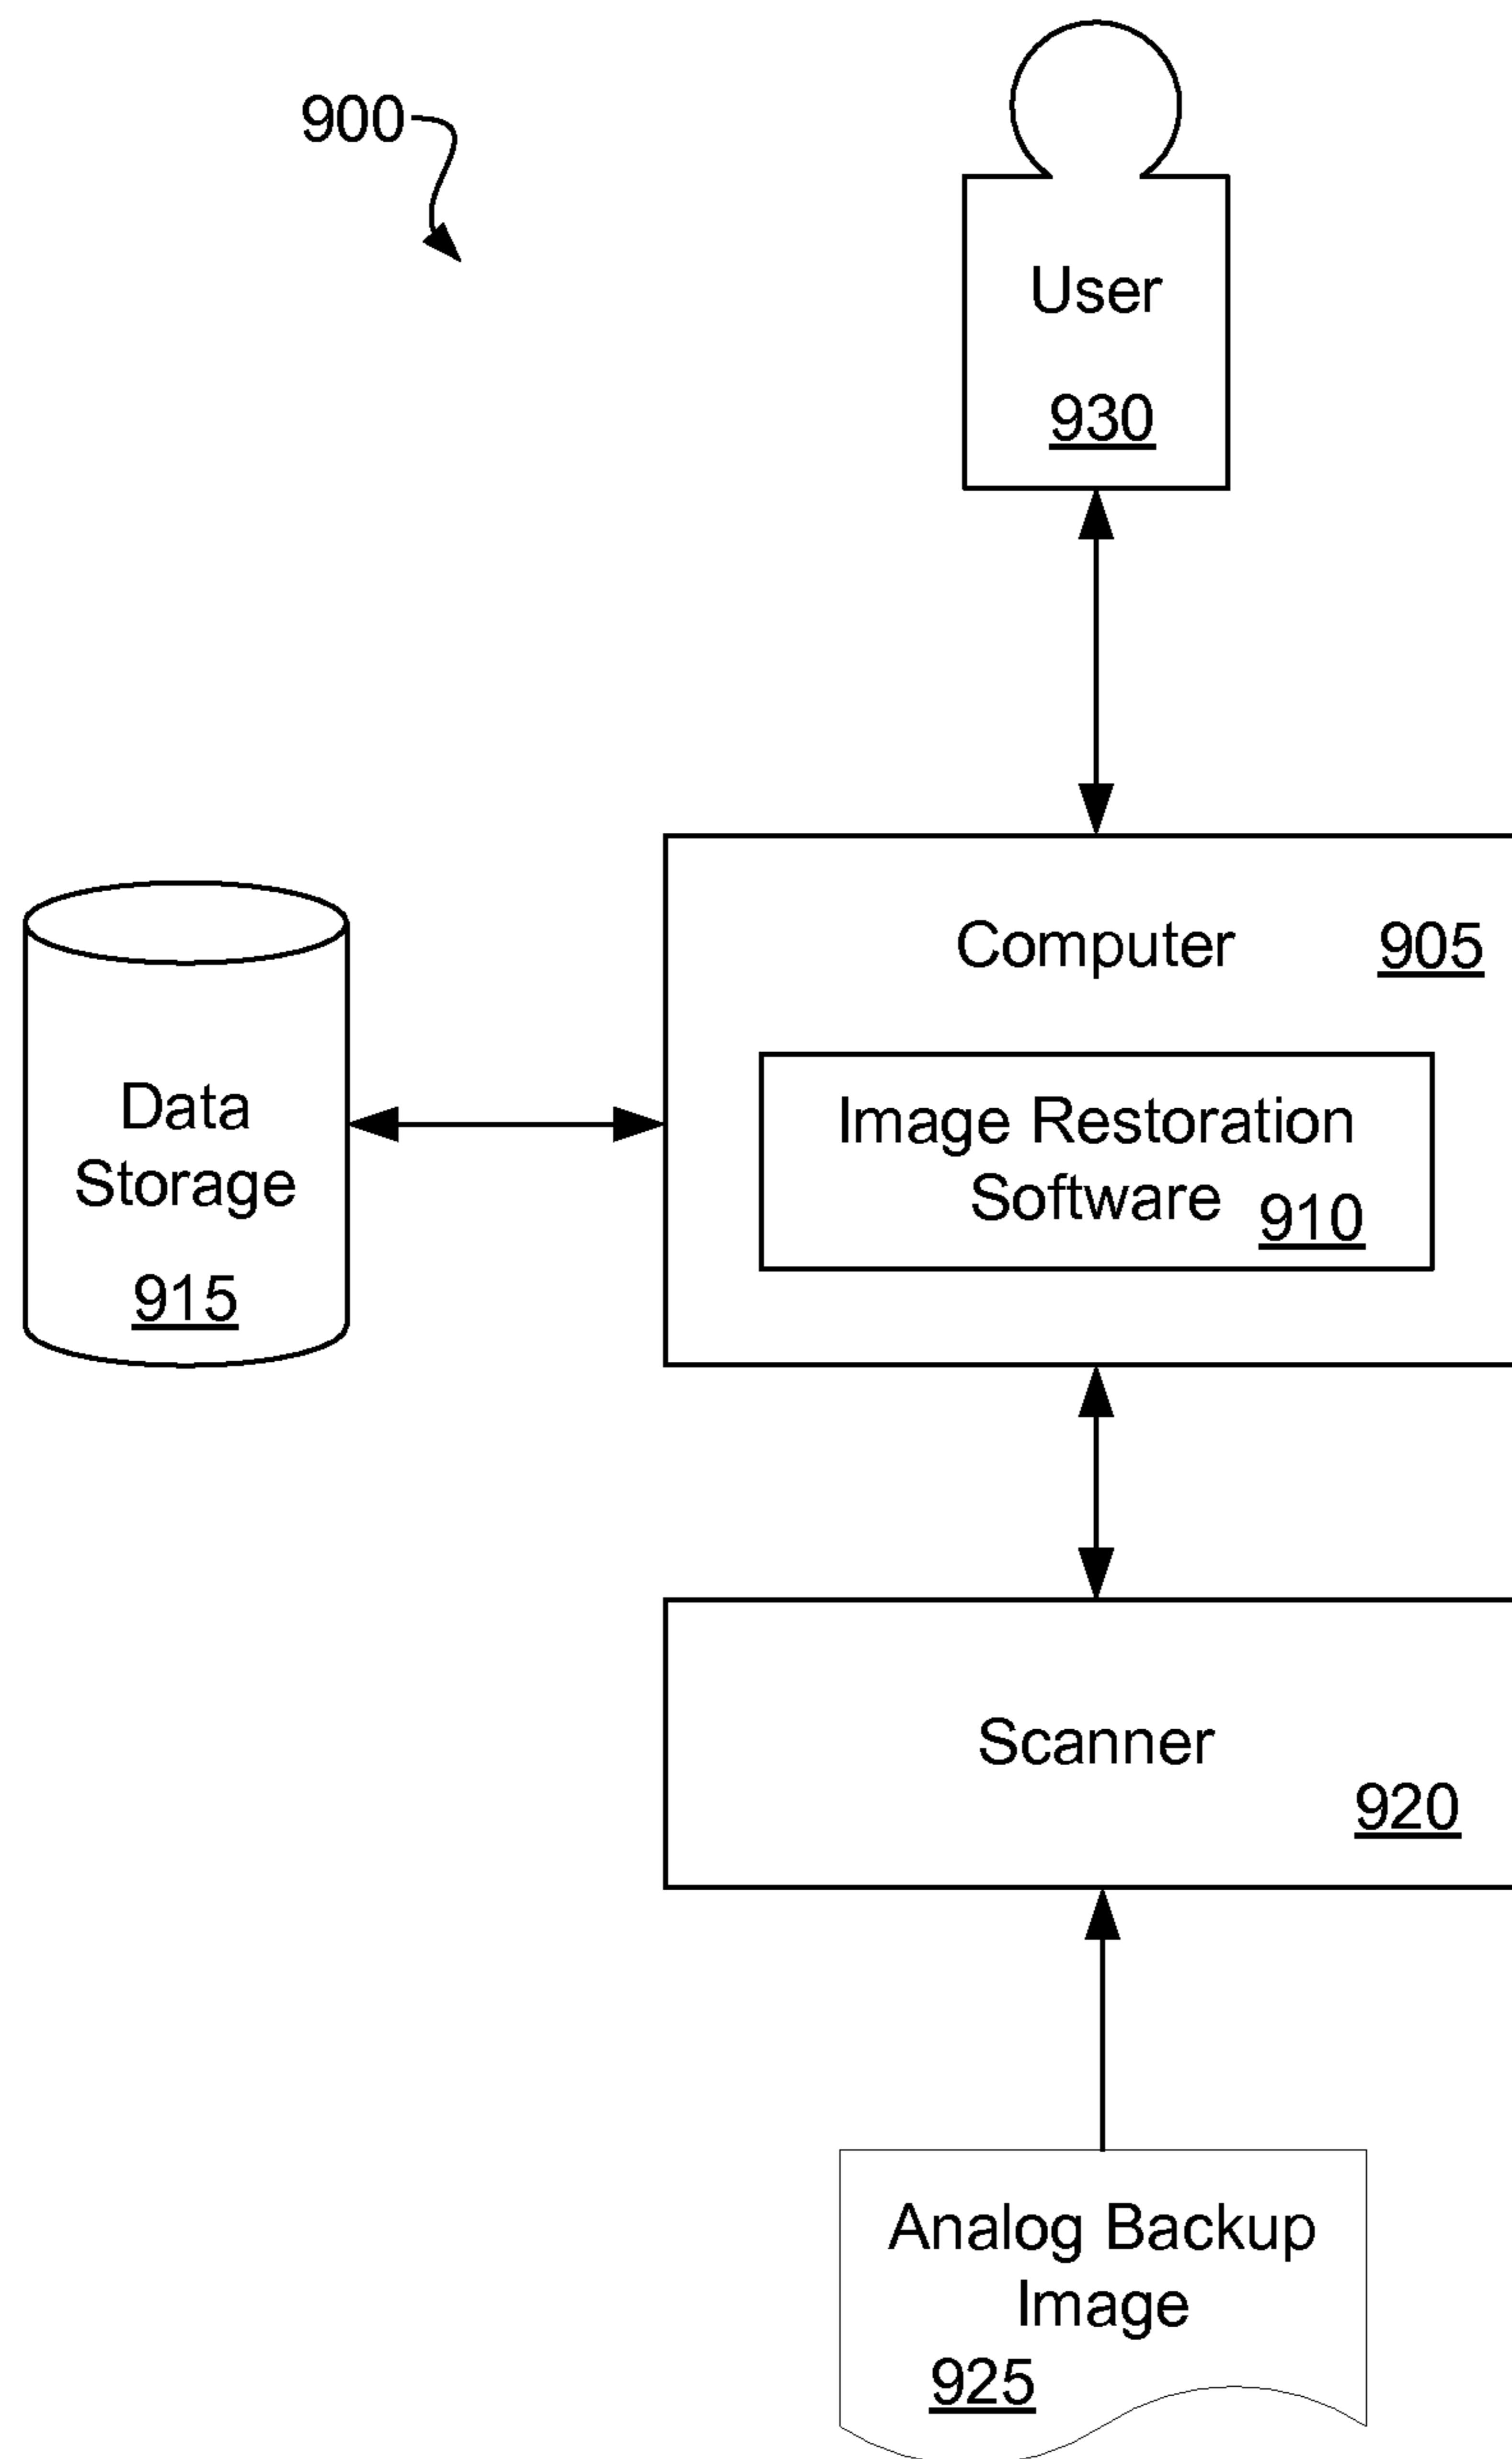 900
User
930
Computer 905
Data
Storage
915
Image Restoration
Software 910
Scanner
920
Analog Backup
Image
925